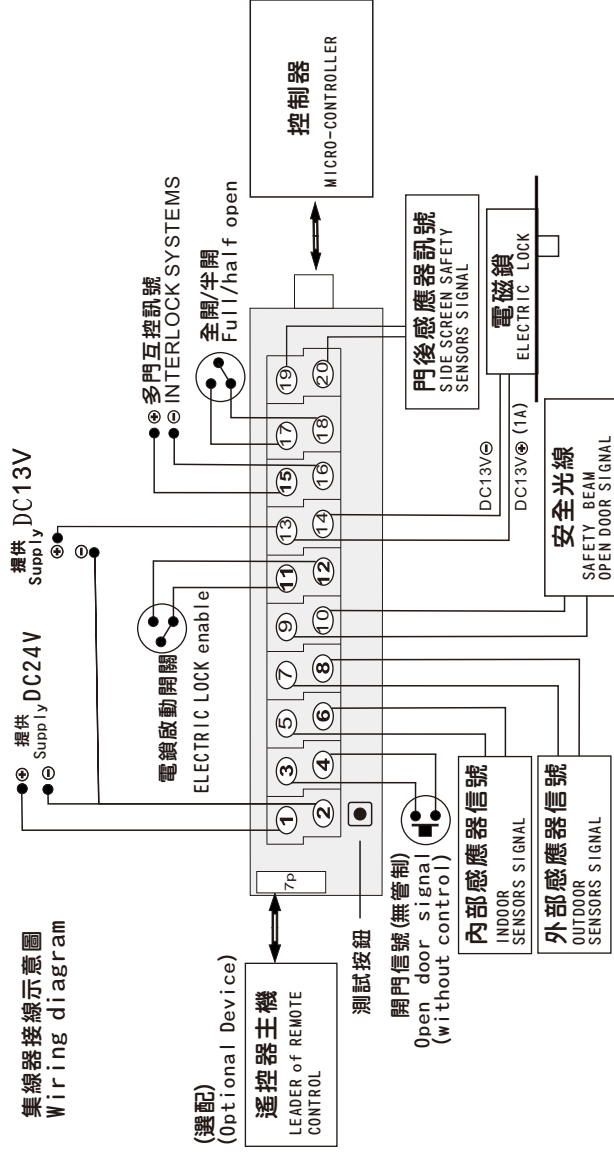 集線器接線示意圖
Wiring diagram
提供
Supply DC24V
⊕
⊖
提供
Supply DC13V
⊕
⊖
電鎖啟動開關
ELECTRIC LOCK enable
⊕ 多門互控訊號
⊖ INTERLOCK SYSTEMS
全開/半開
Full/half open
(選配)
(Optional Device)
遙控器主機
LEADER of REMOTE
CONTROL
7p
1 3 5 7 9 11 13 15 17 19
2 4 6 8 10 12 14 16 18 20
控制器
MICRO-CONTROLLER
測試按鈕
開門信號(無管制)
Open door signal
(without control)
內部感應器信號
INDOOR
SENSORS SIGNAL
外部感應器信號
OUTDOOR
SENSORS SIGNAL
安全光線
SAFETY BEAM
OPEN DOOR SIGNAL
DC13V⊖
DC13V⊕ (1A)
門後感應器訊號
SIDE SCREEN SAFETY
SENSORS SIGNAL
電磁鎖
ELECTRIC LOCK